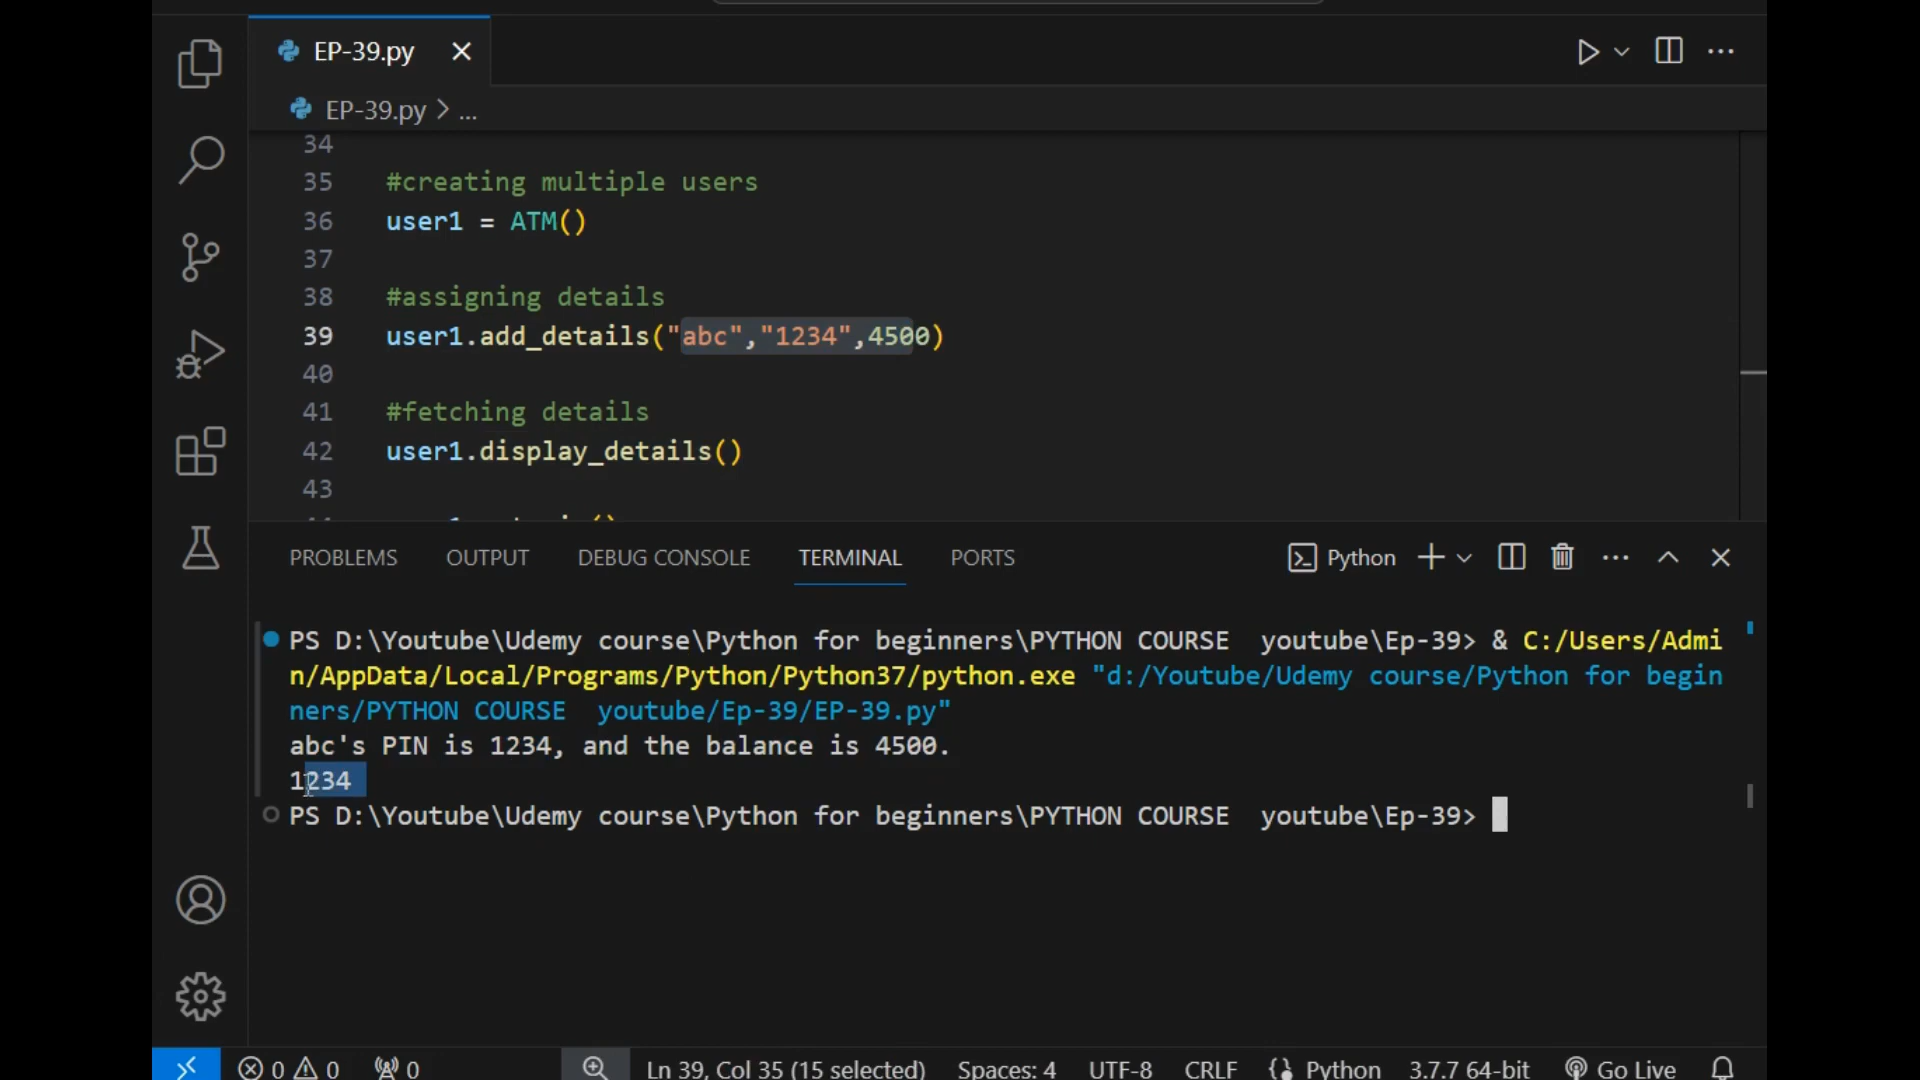 EP-39.py
EP-39.py > ...
34
35 #creating multiple users
36 user1 = ATM()
37
38 #assigning details
39 user1.add_details("abc","1234",4500)
40
41 #fetching details
42 user1.display_details()
43
PROBLEMS OUTPUT DEBUG CONSOLE TERMINAL PORTS Python
PS D:\Youtube\Udemy course\Python for beginners\PYTHON COURSE  youtube\Ep-39> & C:/Users/Admi
n/AppData/Local/Programs/Python/Python37/python.exe "d:/Youtube/Udemy course/Python for begin
ners/PYTHON COURSE  youtube/Ep-39/EP-39.py"
abc's PIN is 1234, and the balance is 4500.
1234
PS D:\Youtube\Udemy course\Python for beginners\PYTHON COURSE  youtube\Ep-39>
0 0 0 Ln 39, Col 35 (15 selected) Spaces: 4 UTF-8 CRLF Python 3.7.7 64-bit Go Live